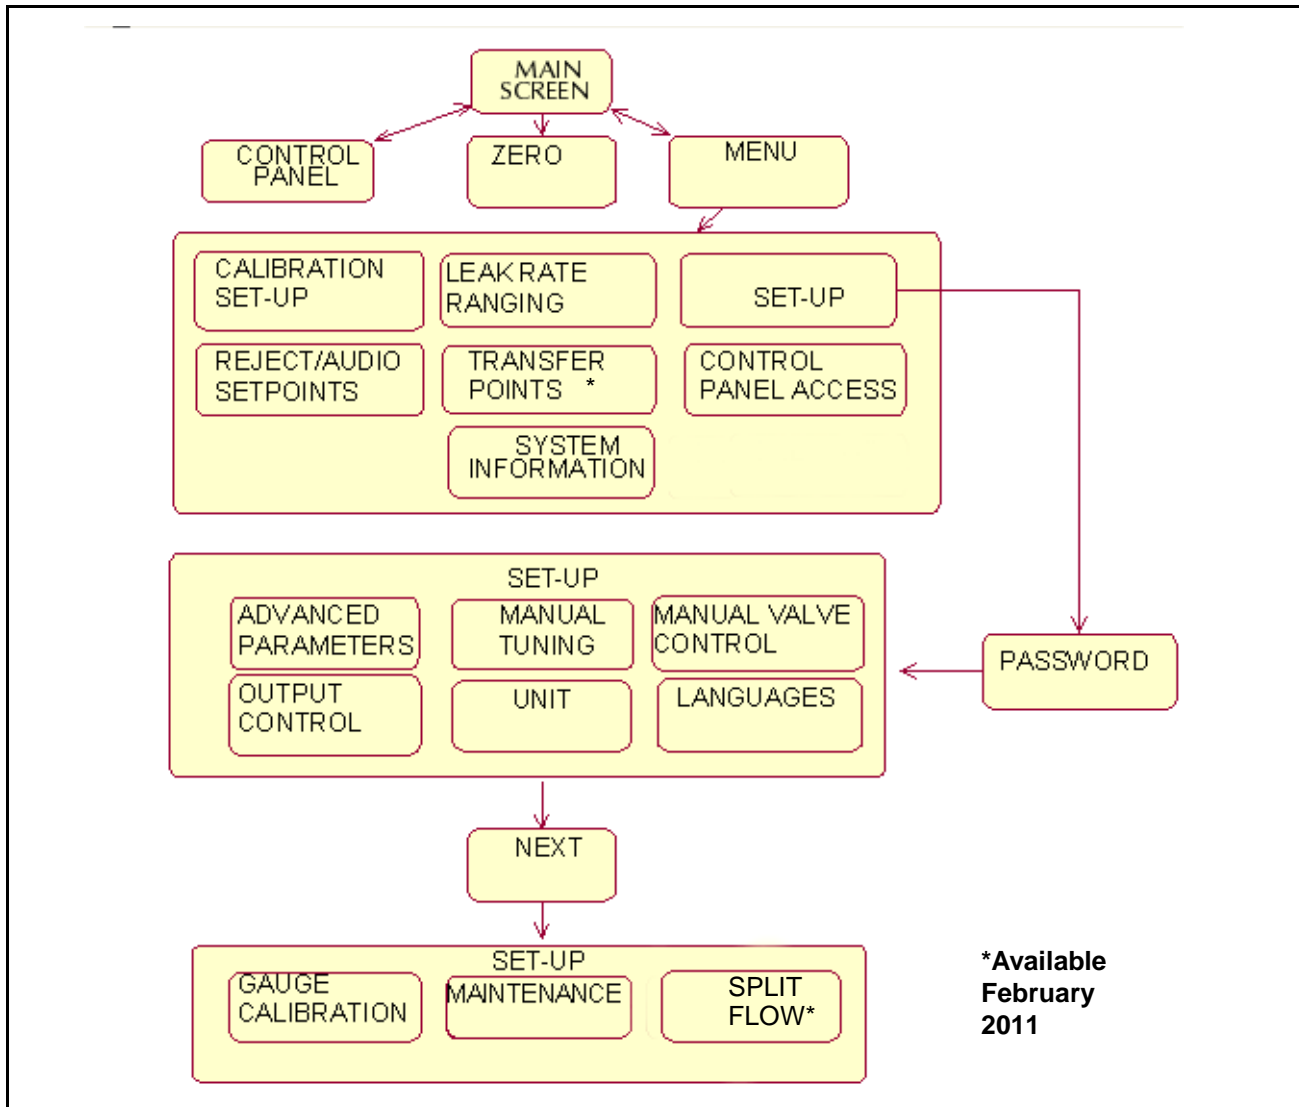 MAIN
SCREEN
CONTROL
PANEL
ZERO
MENU
CALIBRATION
SET-UP
LEAK RATE
RANGING
SET-UP
REJECT/AUDIO
SETPOINTS
TRANSFER
POINTS *
CONTROL
PANEL ACCESS
SYSTEM
INFORMATION
SET-UP
ADVANCED
PARAMETERS
MANUAL
TUNING
MANUAL VALVE
CONTROL
OUTPUT
CONTROL
UNIT
LANGUAGES
PASSWORD
NEXT
SET-UP
GAUGE
CALIBRATION
MAINTENANCE
SPLIT
FLOW*
*Available
February
2011